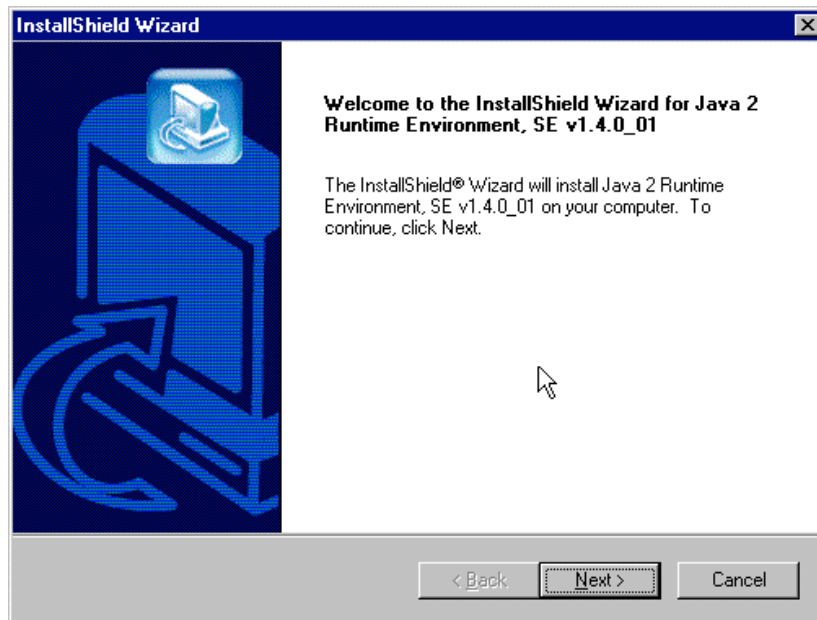 InstallShield Wizard
Welcome to the InstallShield Wizard for Java 2
Runtime Environment, SE v1.4.0_01
The InstallShield® Wizard will install Java 2 Runtime
Environment, SE v1.4.0_01 on your computer. To
continue, click Next.
< Back Next > Cancel